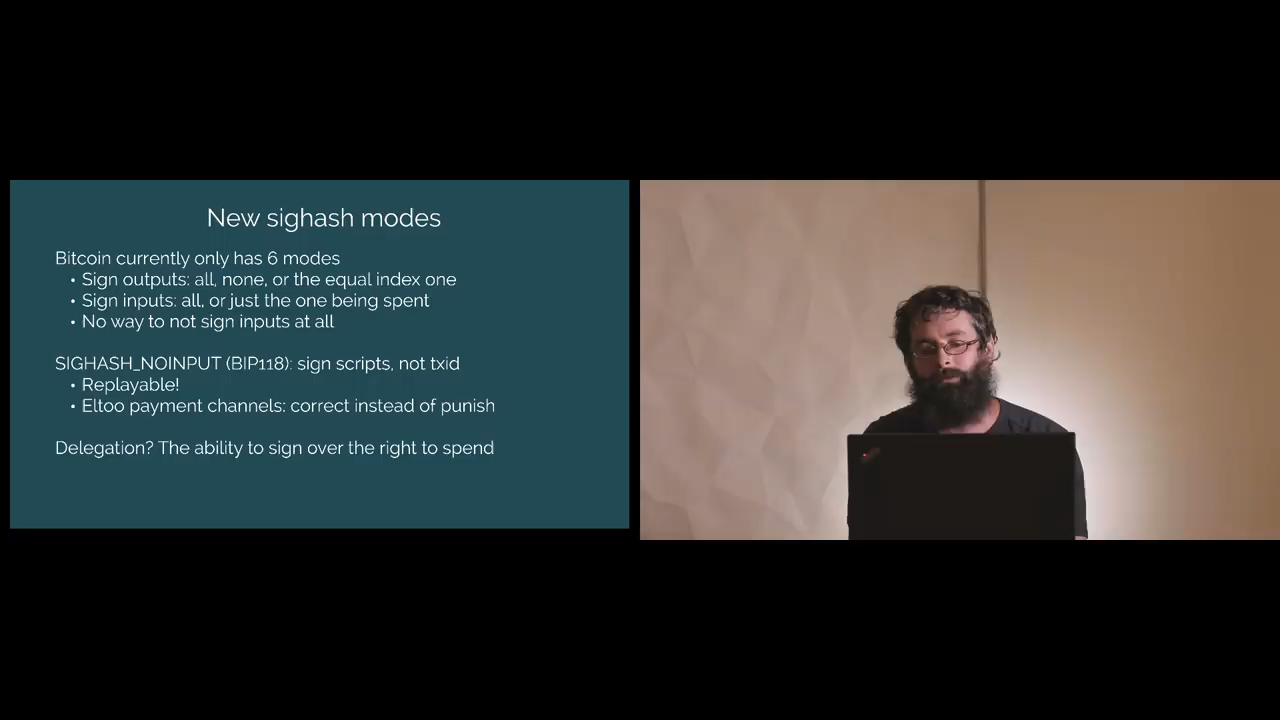 New sighash modes
Bitcoin currently only has 6 modes
• Sign outputs: all, none, or the equal index one
• Sign inputs: all, or just the one being spent
• No way to not sign inputs at all
SIGHASH_NOINPUT (BIP118): sign scripts, not txid
• Replayable!
• Eltoo payment channels: correct instead of punish
Delegation? The ability to sign over the right to spend